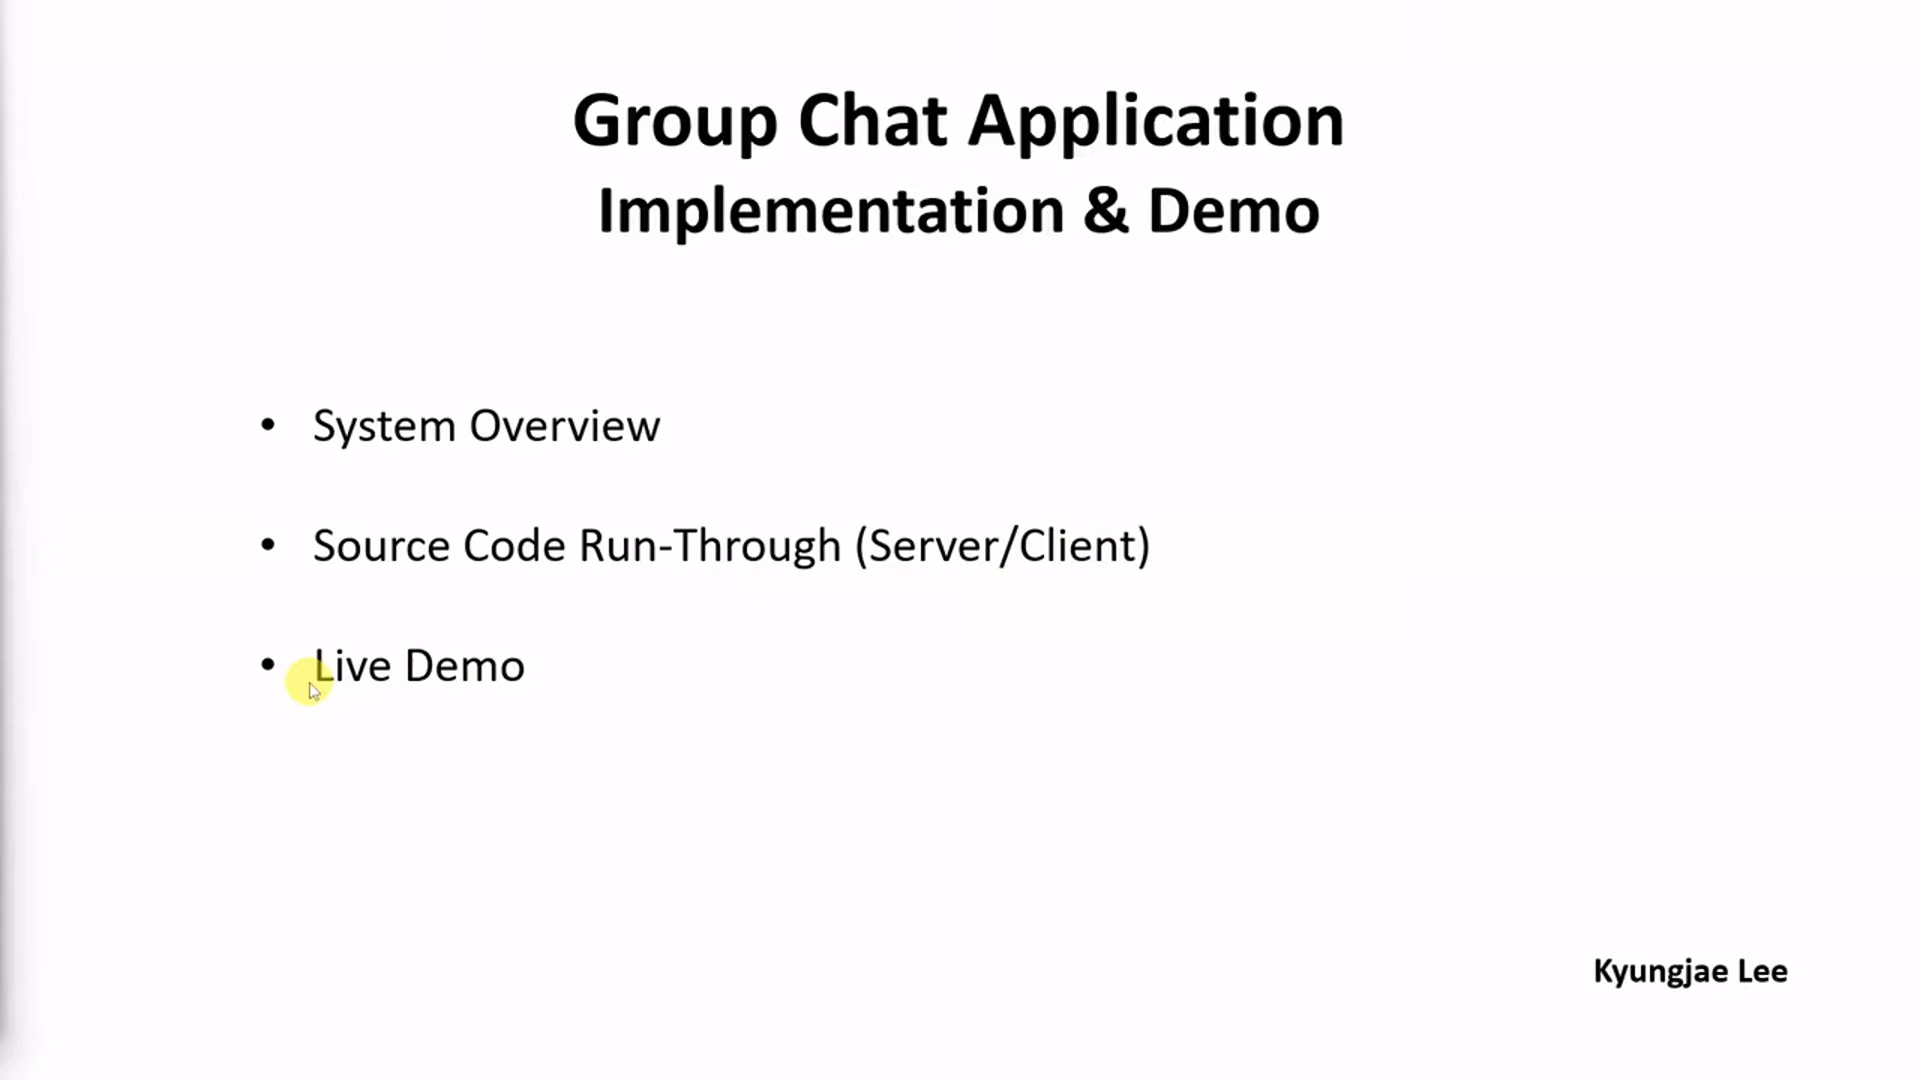 Group Chat Application
Implementation & Demo
• System Overview
• Source Code Run-Through (Server/Client)
• Live Demo
Kyungjae Lee